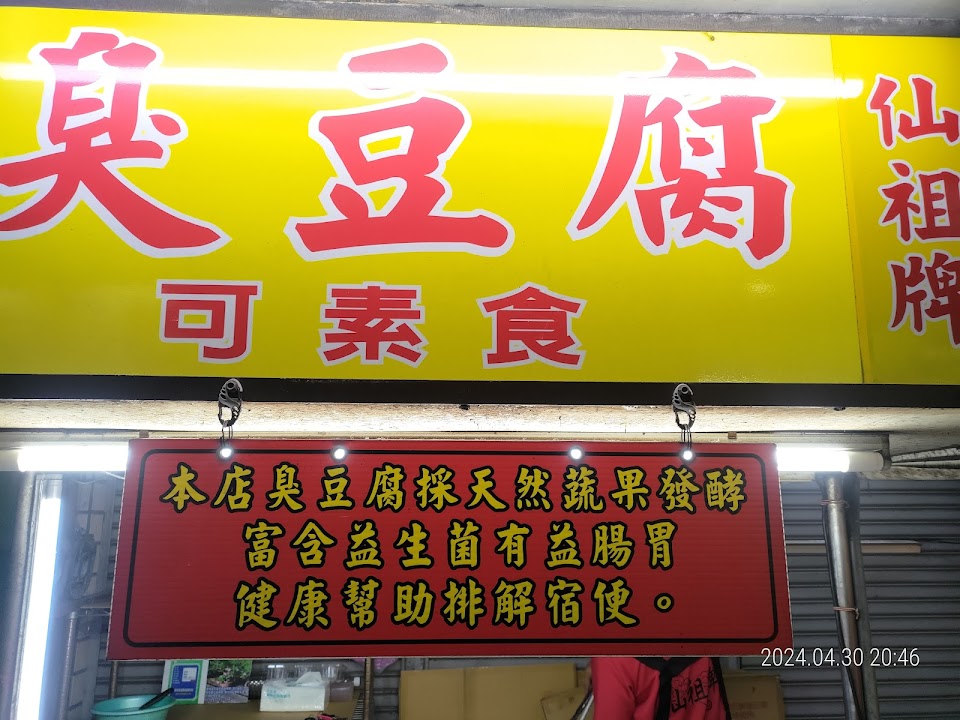 臭豆腐
可素食
仙祖牌
本店臭豆腐採天然蔬果發酵
富含益生菌有益腸胃
健康幫助排解宿便。
2024.04.30 20:46
仙祖